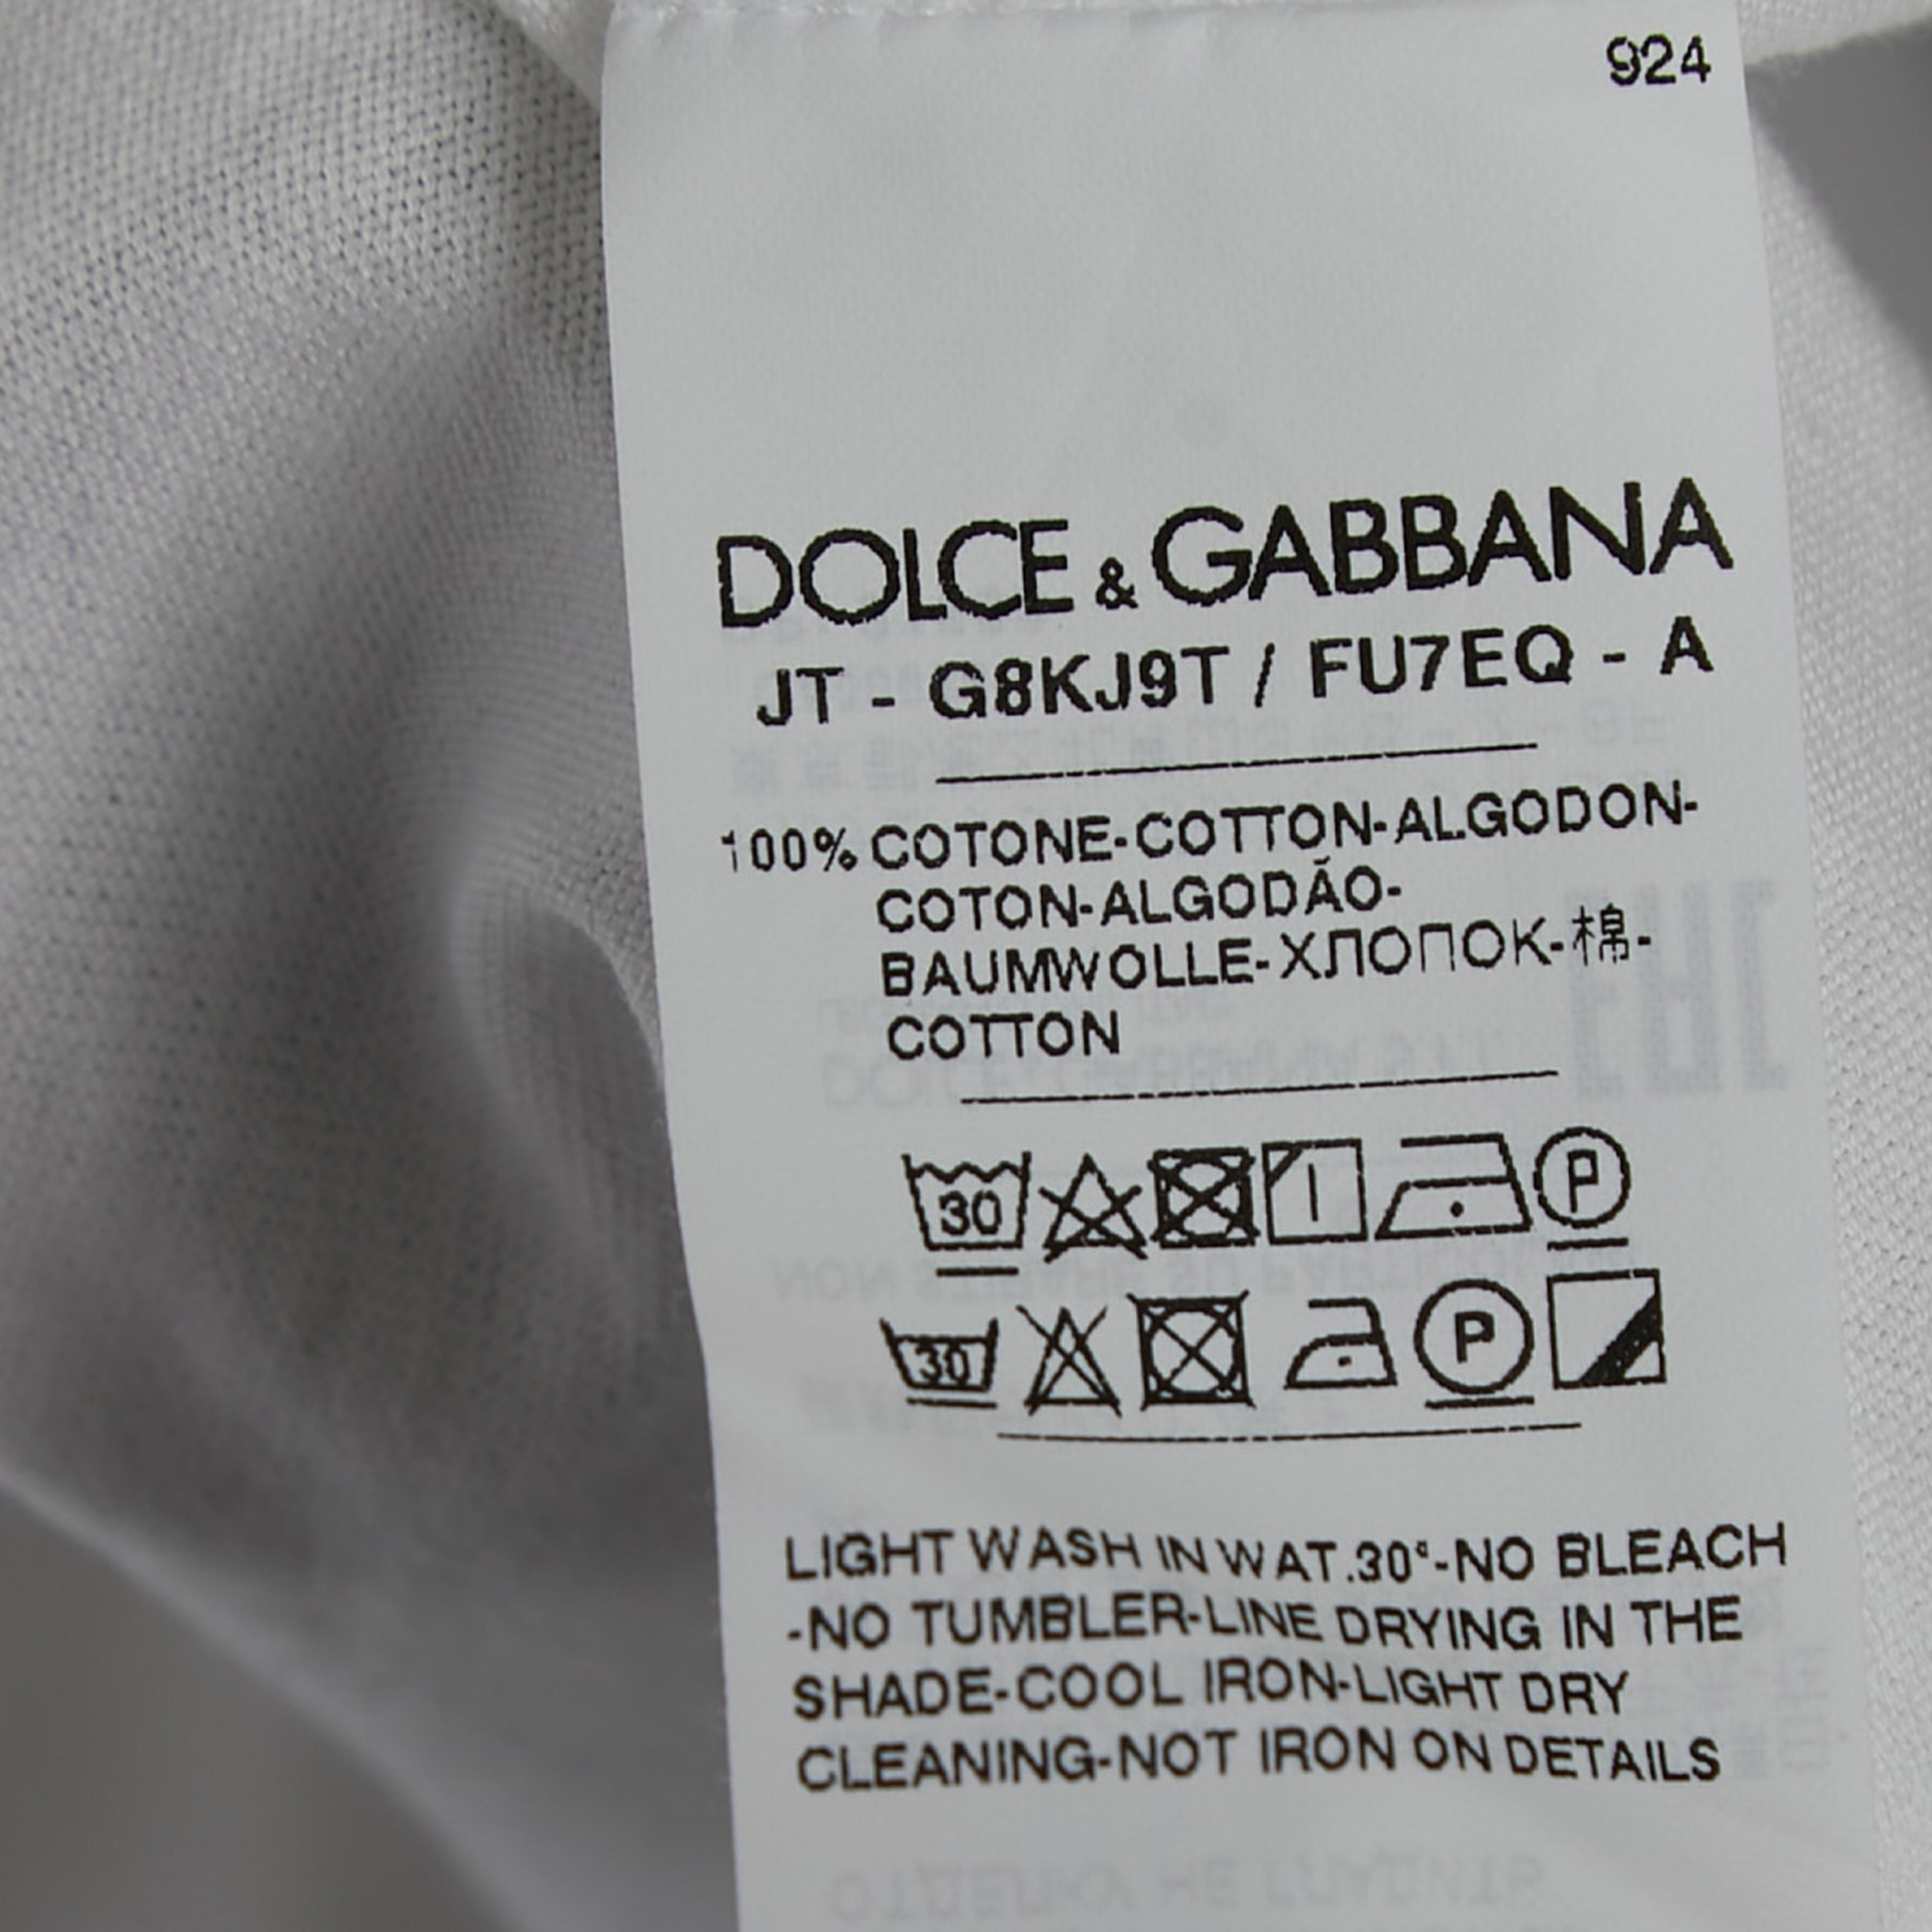 924
DOLCE & GABBANA
JT - G8KJ9T / FU7EQ - A
100% COTONE-COTTON-ALGODON-
COTON-ALGODÃO-
BAUMWOLLE-ХЛОПОК-棉-
COTTON
30 P
30 P
LIGHT WASH IN WAT.30°-NO BLEACH
-NO TUMBLER-LINE DRYING IN THE
SHADE-COOL IRON-LIGHT DRY
CLEANING-NOT IRON ON DETAILS